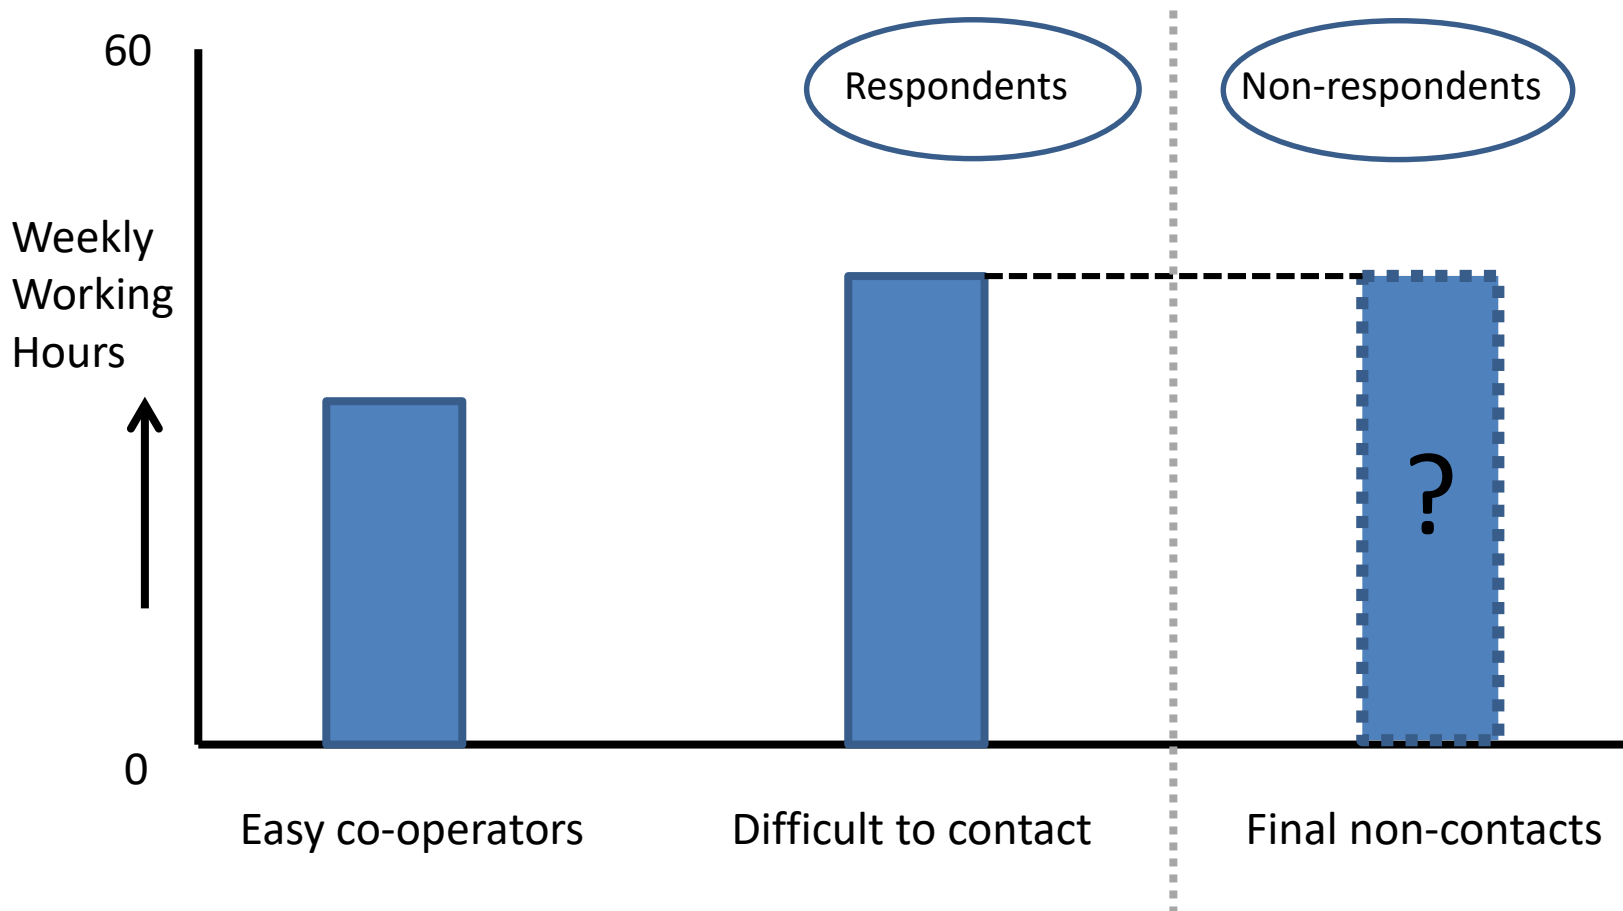 60
Respondents
Non-respondents
Weekly
Working
Hours
?
0
Easy co-operators
Difficult to contact
Final non-contacts